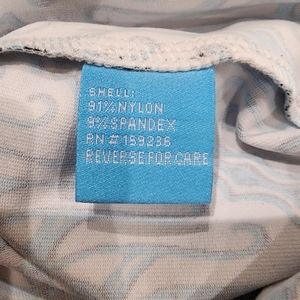 SHELL:
91% NYLON
9% SPANDEX
RN # 159236
REVERSE FOR CARE